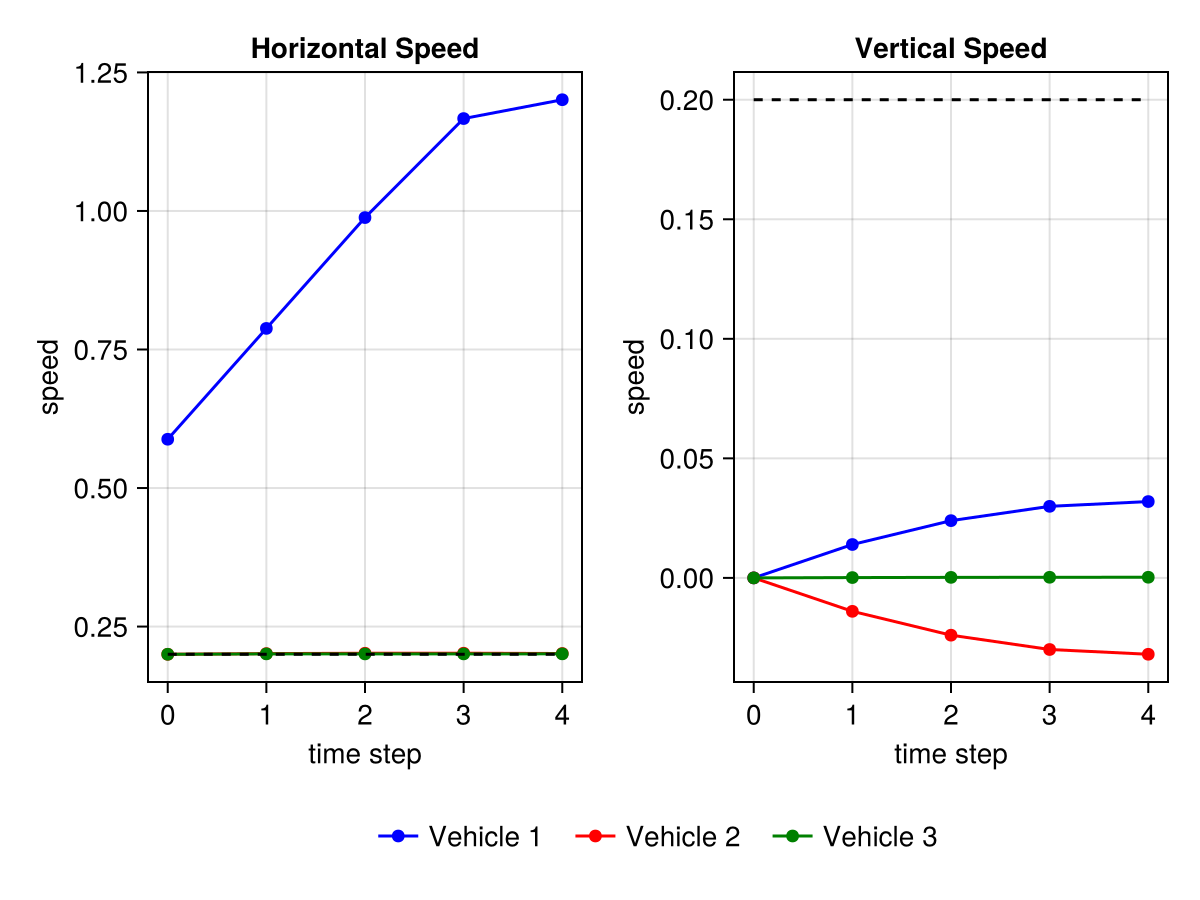 Horizontal Speed
1.25
1.00
0.75
0.50
0.25
speed
0 1 2 3 4
time step
Vertical Speed
0.20
0.15
0.10
0.05
0.00
speed
0 1 2 3 4
time step
Vehicle 1 Vehicle 2 Vehicle 3